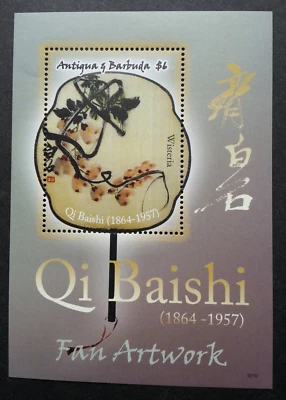 Antigua & Barbuda $6
Wisteria
Qi Baishi (1864-1957)
齊白石
Qi Baishi
(1864 -1957)
Fan Artwork